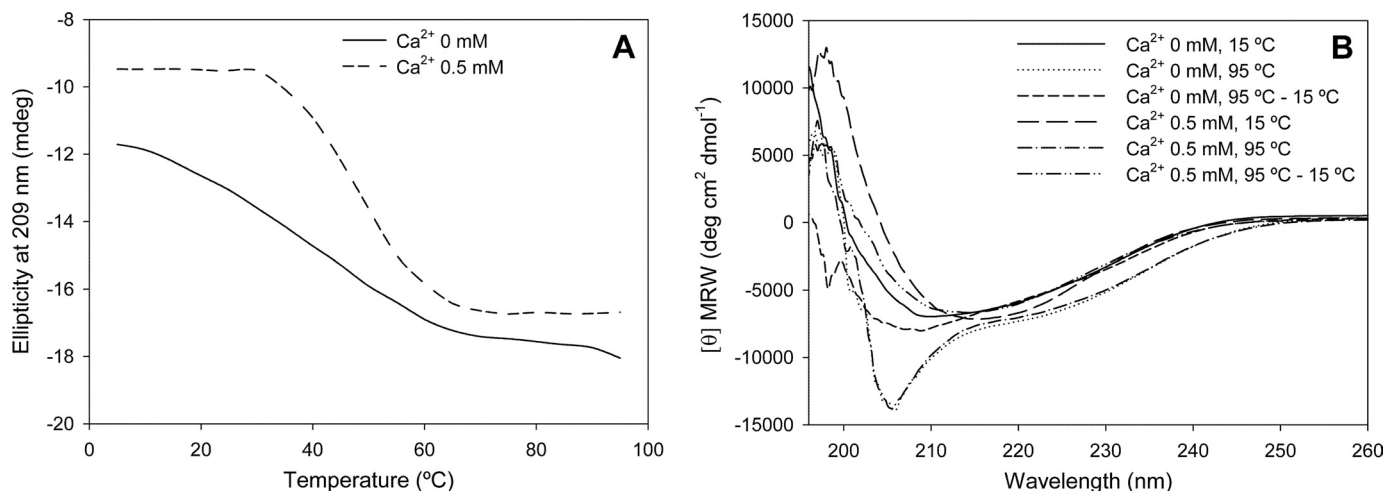 A
Ca²⁺ 0 mM
Ca²⁺ 0.5 mM
Ellipticity at 209 nm (mdeg)
-8
-10
-12
-14
-16
-18
-20
0 20 40 60 80 100
Temperature (ºC)
B
Ca²⁺ 0 mM, 15 ºC
Ca²⁺ 0 mM, 95 ºC
Ca²⁺ 0 mM, 95 ºC - 15 ºC
Ca²⁺ 0.5 mM, 15 ºC
Ca²⁺ 0.5 mM, 95 ºC
Ca²⁺ 0.5 mM, 95 ºC - 15 ºC
[θ] MRW (deg cm² dmol⁻¹)
15000
10000
5000
0
-5000
-10000
-15000
200 210 220 230 240 250 260
Wavelength (nm)